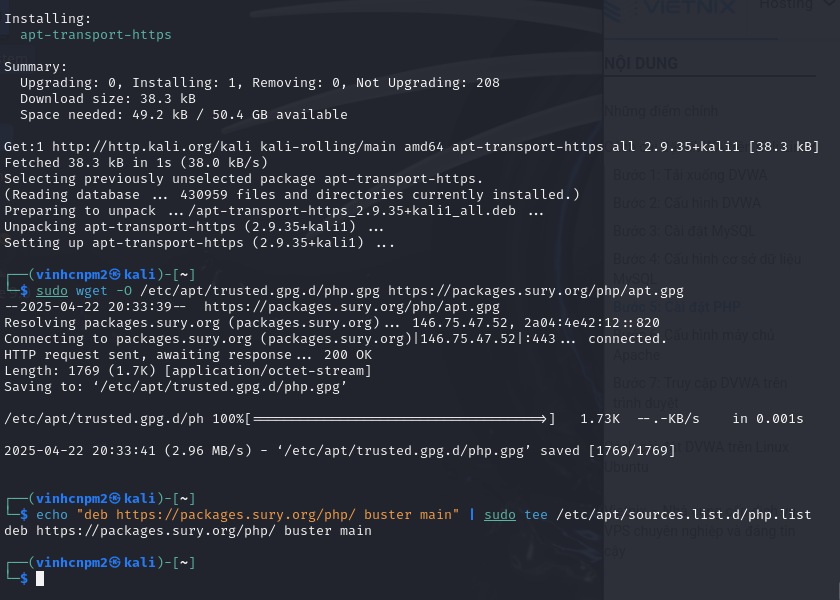 Installing:
apt-transport-https
Summary:
Upgrading: 0, Installing: 1, Removing: 0, Not Upgrading: 208
Download size: 38.3 kB
Space needed: 49.2 kB / 50.4 GB available
Get:1 http://http.kali.org/kali kali-rolling/main amd64 apt-transport-https all 2.9.35+kali1 [38.3 kB]
Fetched 38.3 kB in 1s (38.0 kB/s)
Selecting previously unselected package apt-transport-https.
(Reading database ... 430959 files and directories currently installed.)
Preparing to unpack .../apt-transport-https_2.9.35+kali1_all.deb ...
Unpacking apt-transport-https (2.9.35+kali1) ...
Setting up apt-transport-https (2.9.35+kali1) ...
┌──(vinhcnpm2㉿kali)-[~]
└─$ sudo wget -O /etc/apt/trusted.gpg.d/php.gpg https://packages.sury.org/php/apt.gpg
--2025-04-22 20:33:39--  https://packages.sury.org/php/apt.gpg
Resolving packages.sury.org (packages.sury.org)... 146.75.47.52, 2a04:4e42:12::820
Connecting to packages.sury.org (packages.sury.org)|146.75.47.52|:443... connected.
HTTP request sent, awaiting response... 200 OK
Length: 1769 (1.7K) [application/octet-stream]
Saving to: ‘/etc/apt/trusted.gpg.d/php.gpg’
/etc/apt/trusted.gpg.d/ph 100%[===================================>]   1.73K  --.-KB/s    in 0.001s
2025-04-22 20:33:41 (2.96 MB/s) - ‘/etc/apt/trusted.gpg.d/php.gpg’ saved [1769/1769]
┌──(vinhcnpm2㉿kali)-[~]
└─$ echo "deb https://packages.sury.org/php/ buster main" | sudo tee /etc/apt/sources.list.d/php.list
deb https://packages.sury.org/php/ buster main
┌──(vinhcnpm2㉿kali)-[~]
└─$
VIETNIX
Hosting
NỘI DUNG
Những điểm chính
Bước 1: Tải xuống DVWA
Bước 2: Cấu hình DVWA
Bước 3: Cài đặt MySQL
Bước 4: Cấu hình cơ sở dữ liệu
MySQL
Bước 5: Cài đặt PHP
Cấu hình máy chủ
Apache
Bước 7: Truy cập DVWA trên
trình duyệt
DVWA trên Linux
Ubuntu
VPS chuyên nghiệp và đáng tin
cậy